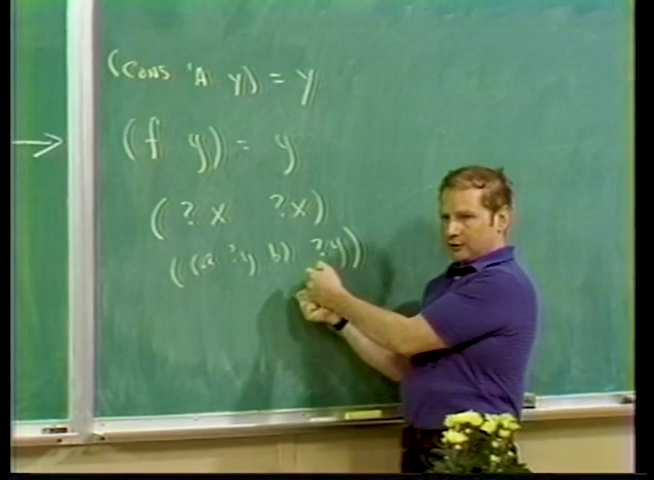 (CONS 'A y) = y
(f y) = y
(?x ?x)
((a ?y b) ?y))